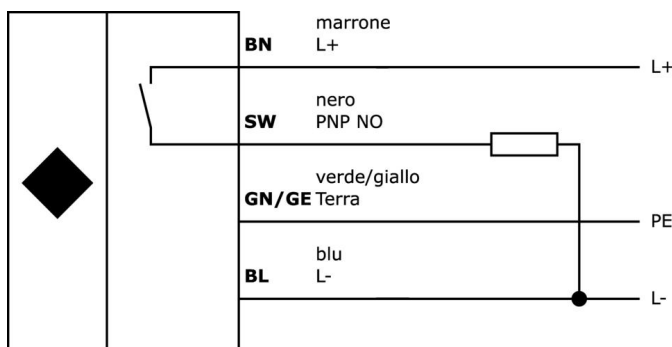 marrone
BN L+
L+
nero
SW PNP NO
verde/giallo
GN/GE Terra
PE
blu
BL L-
L-